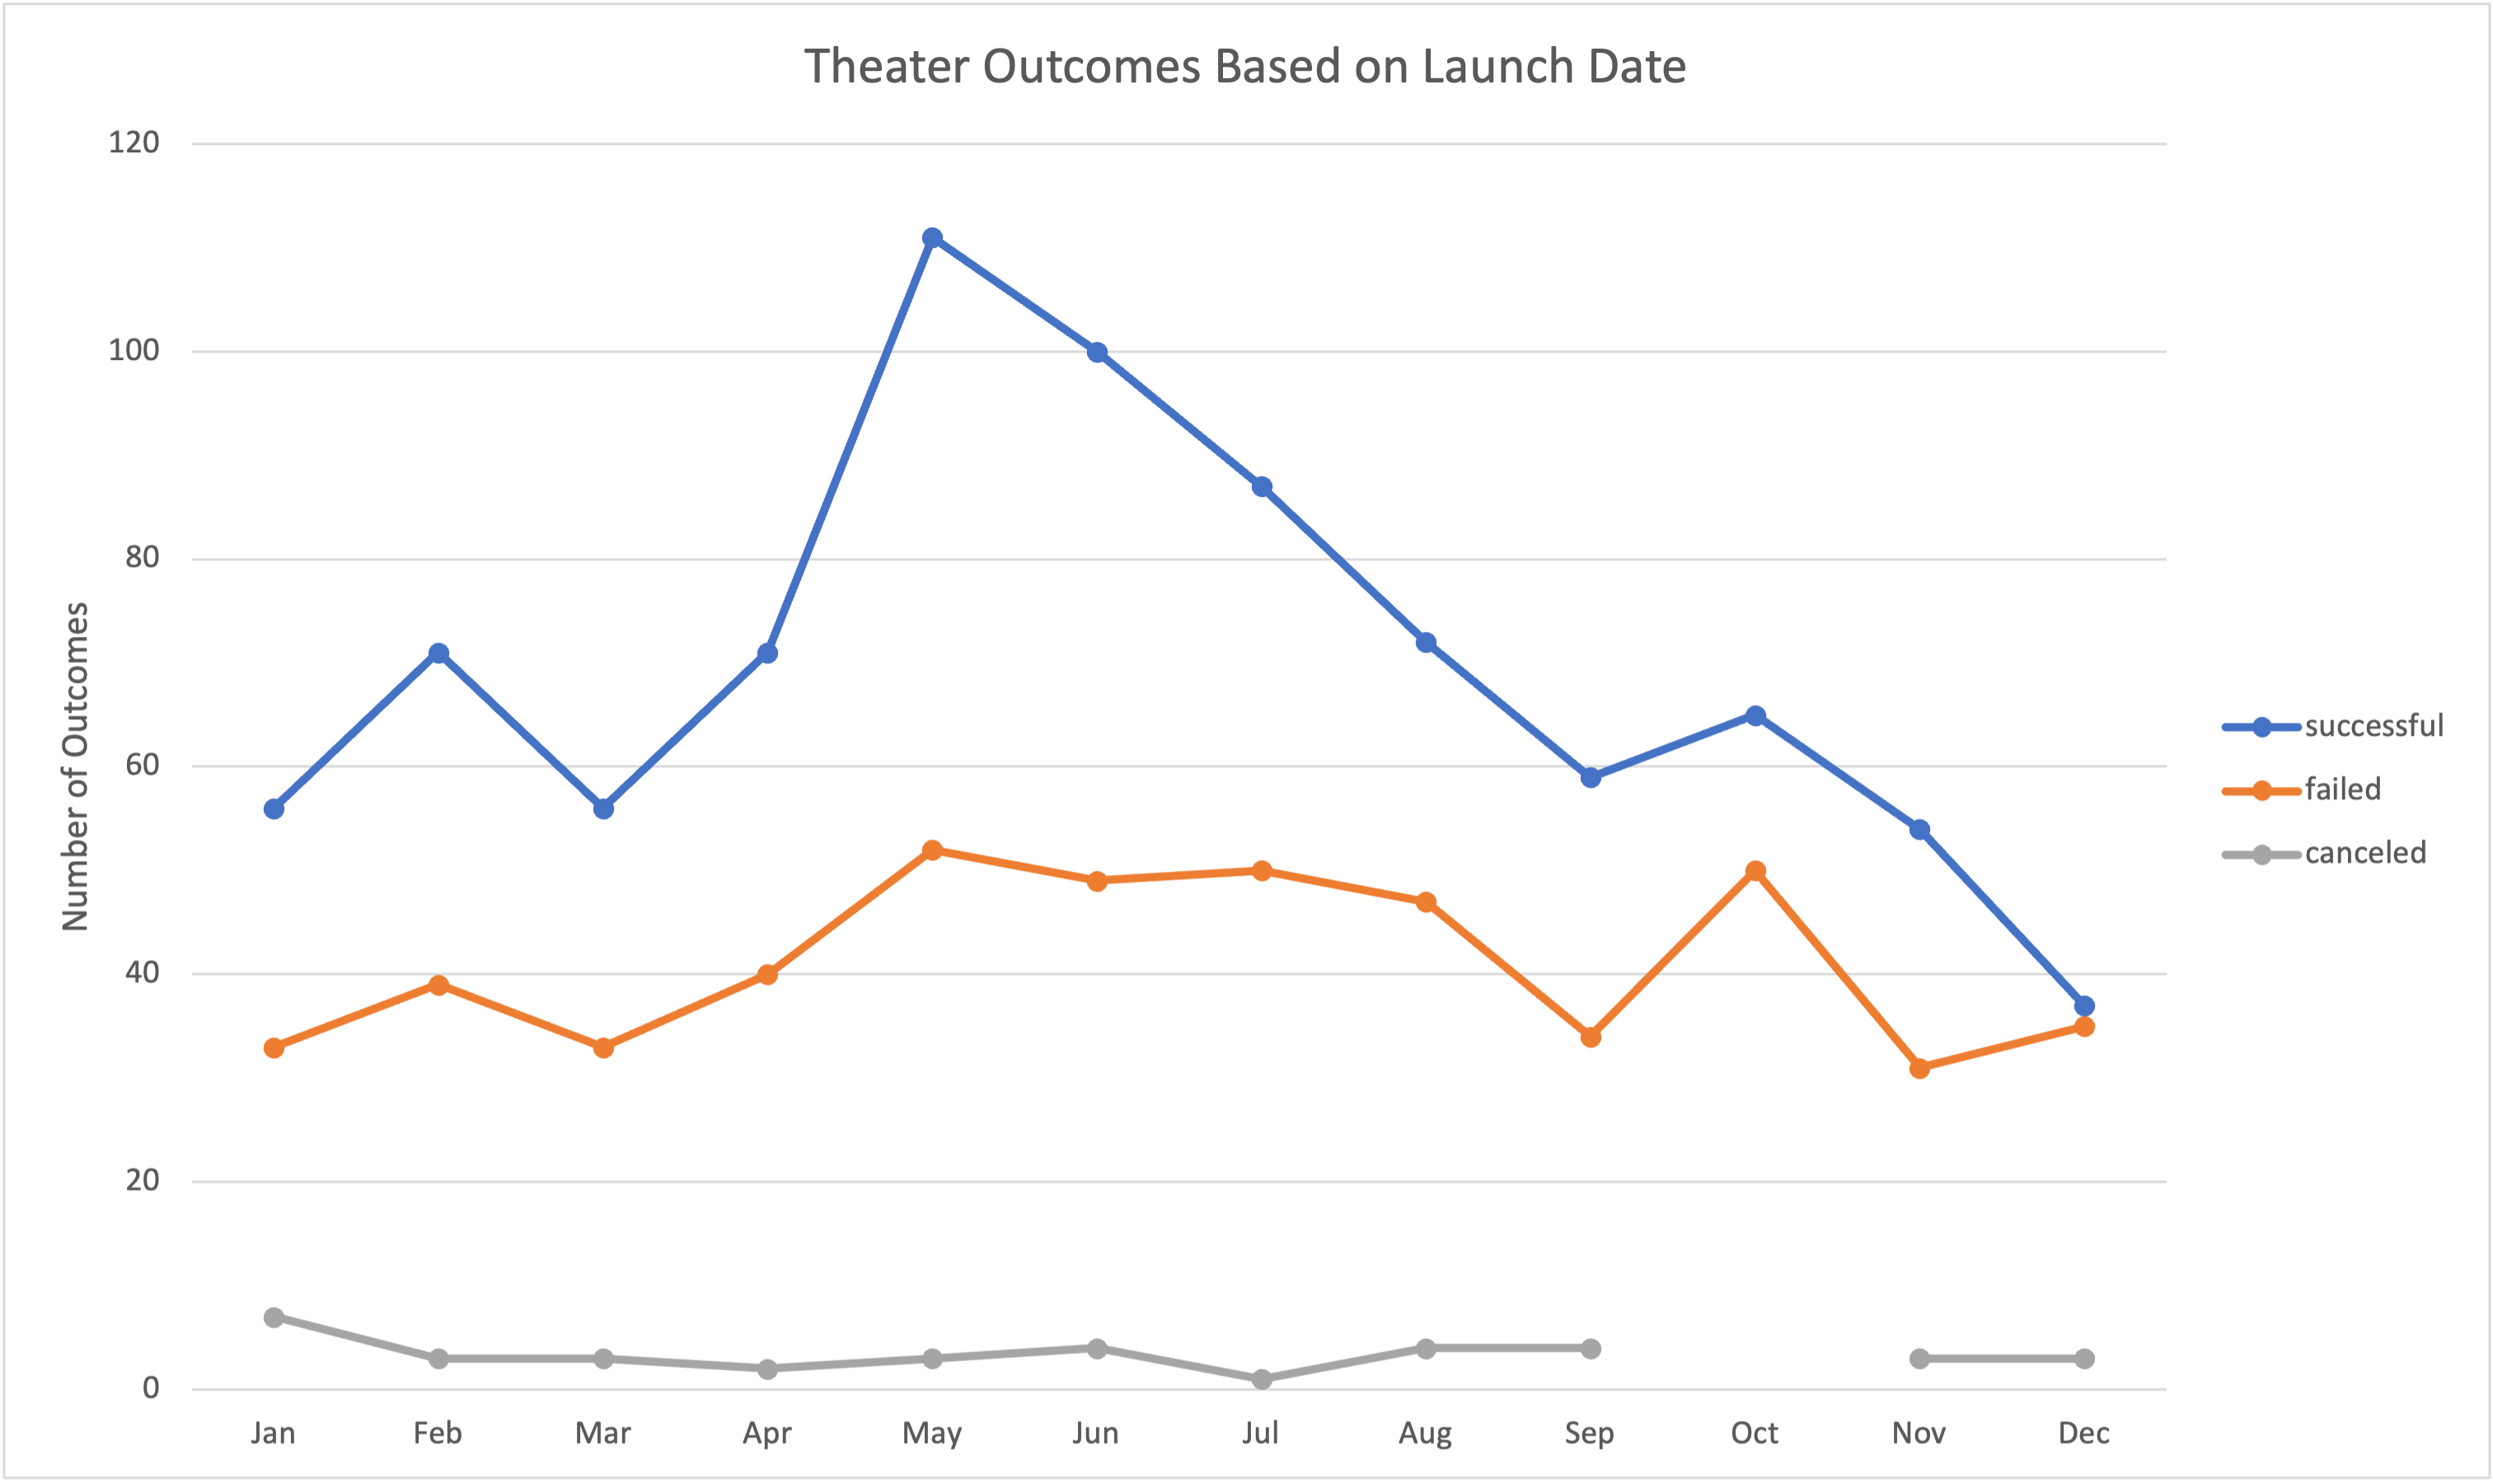 Theater Outcomes Based on Launch Date
120
100
80
60
40
20
0
Number of Outcomes
Jan Feb Mar Apr May Jun Jul Aug Sep Oct Nov Dec
successful
failed
canceled